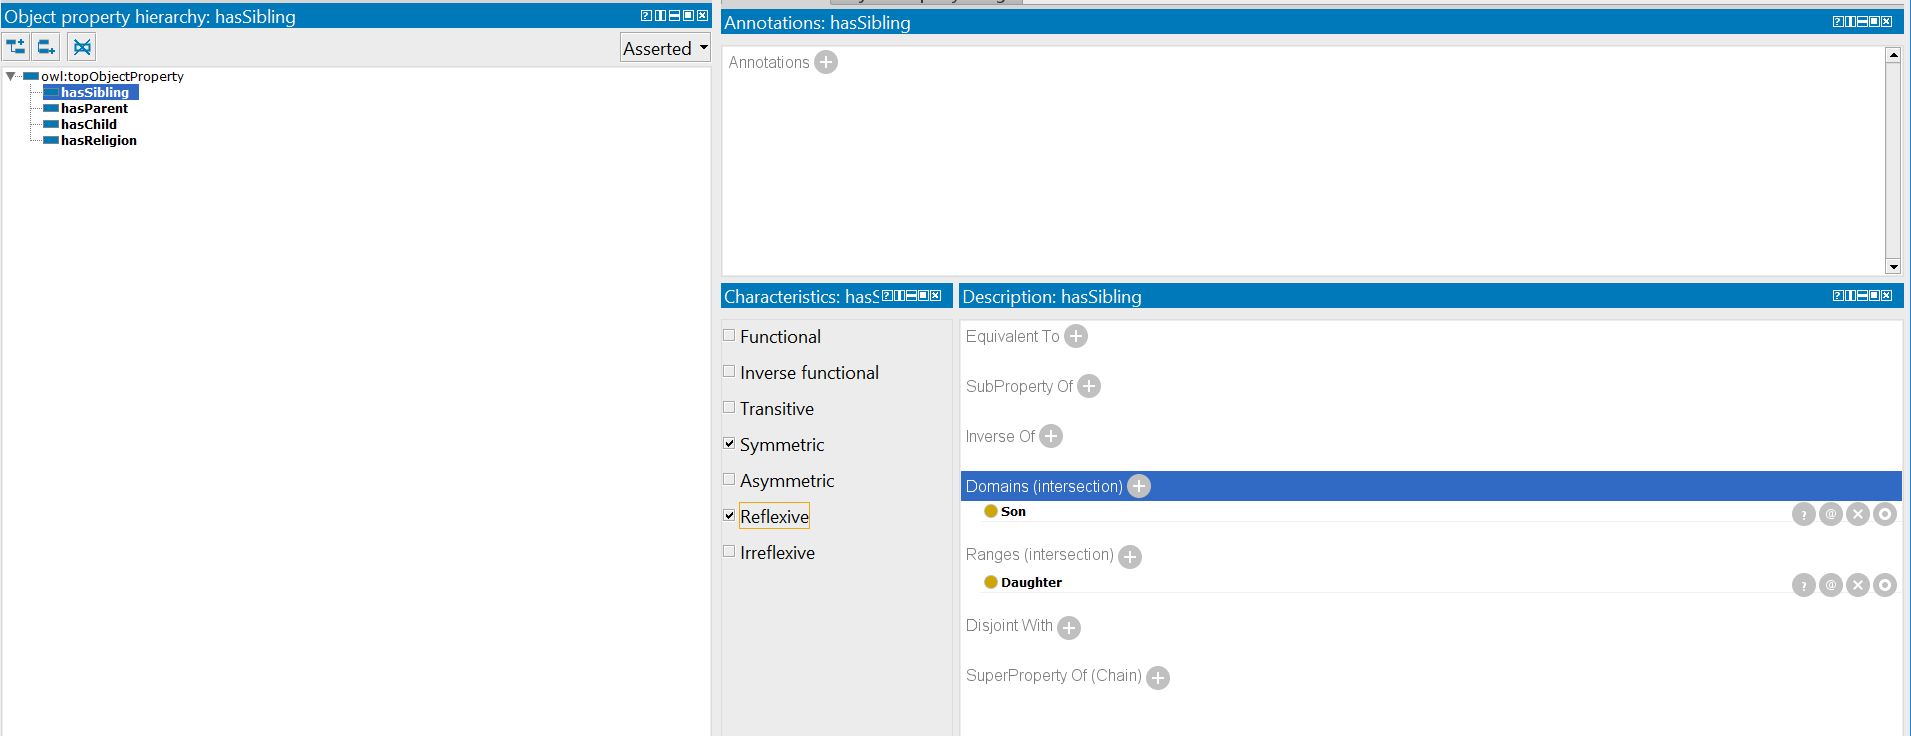 Object property hierarchy: hasSibling
Asserted
owl:topObjectProperty
hasSibling
hasParent
hasChild
hasReligion
Annotations: hasSibling
Annotations
Characteristics: hasS
Functional
Inverse functional
Transitive
Symmetric
Asymmetric
Reflexive
Irreflexive
Description: hasSibling
Equivalent To
SubProperty Of
Inverse Of
Domains (intersection)
Son
Ranges (intersection)
Daughter
Disjoint With
SuperProperty Of (Chain)